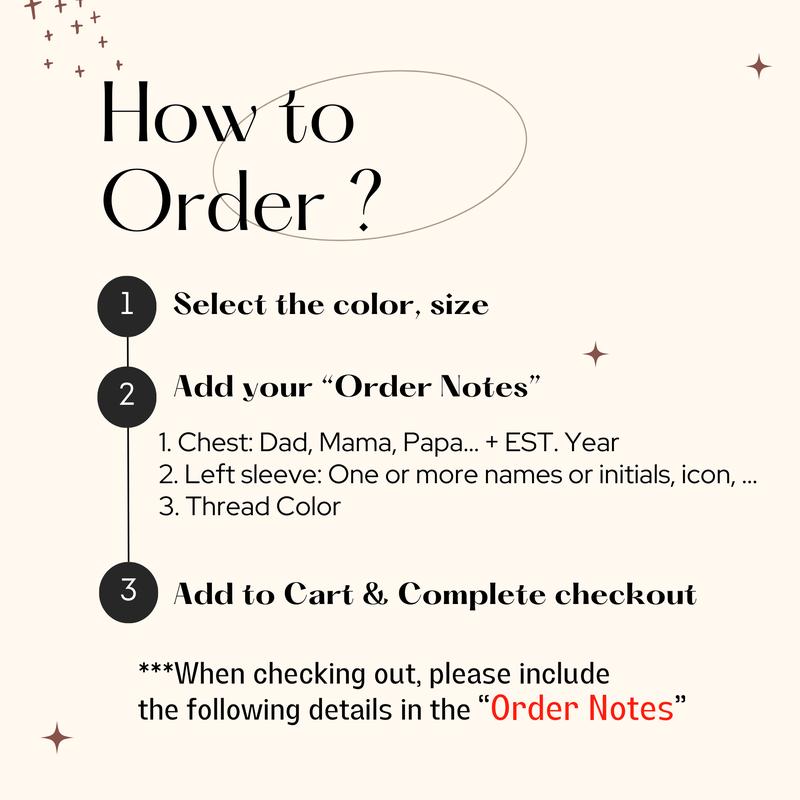 How to
Order ?
1 Select the color, size
2 Add your “Order Notes”
1. Chest: Dad, Mama, Papa... + EST. Year
2. Left sleeve: One or more names or initials, icon, ...
3. Thread Color
3 Add to Cart & Complete checkout
***When checking out, please include
the following details in the “Order Notes”